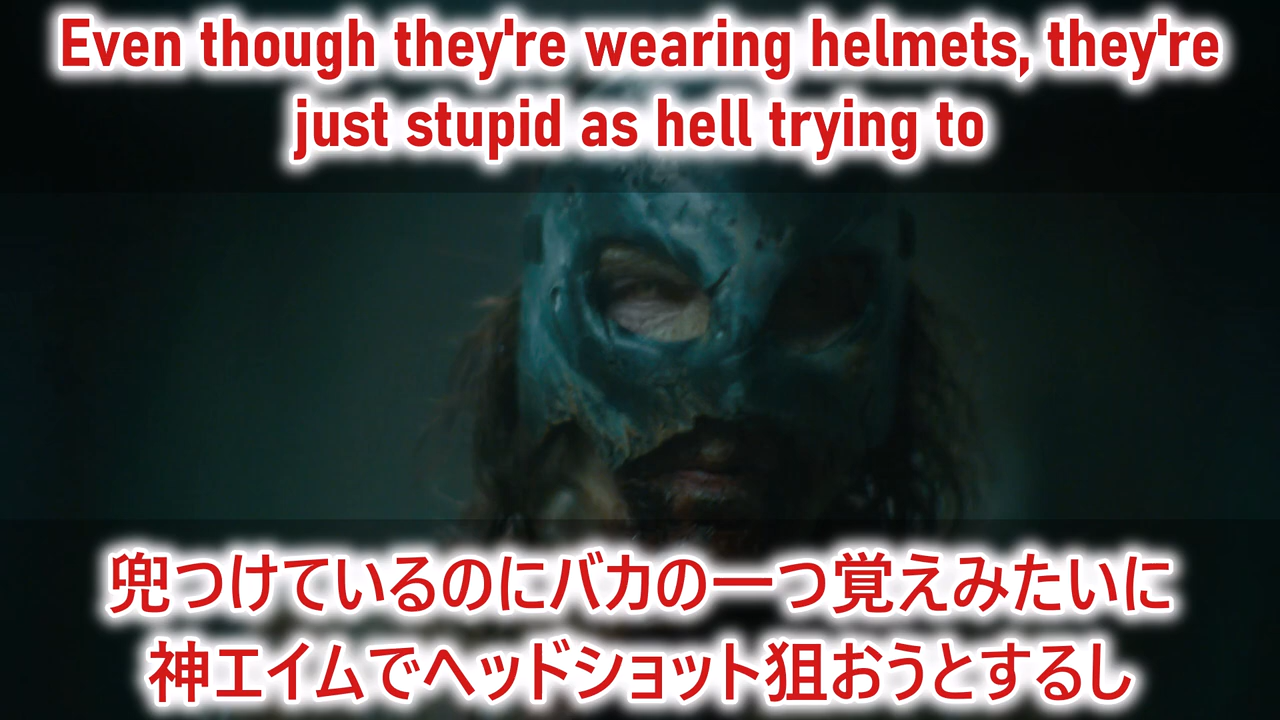 Even though they're wearing helmets, they're
just stupid as hell trying to
兜つけているのにバカの一つ覚えみたいに
神エイムでヘッドショット狙おうとするし